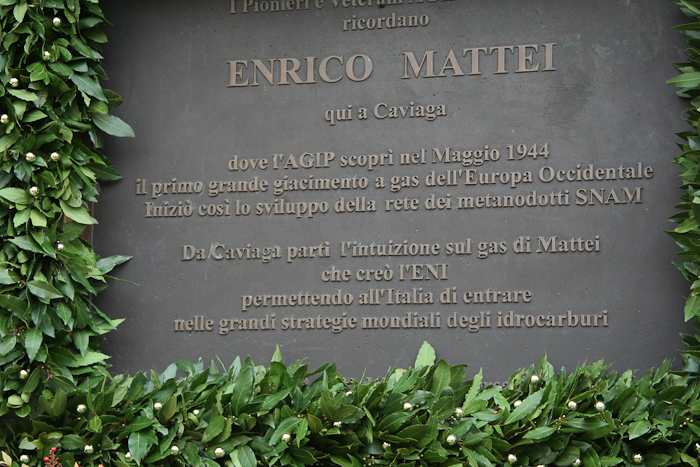 I Pionieri e Veterani
ricordano
ENRICO MATTEI
qui a Caviaga
dove l'AGIP scoprì nel Maggio 1944
il primo grande giacimento a gas dell'Europa Occidentale
Iniziò così lo sviluppo della rete dei metanodotti SNAM
Da Caviaga partì l'intuizione sul gas di Mattei
che creò l'ENI
permettendo all'Italia di entrare
nelle grandi strategie mondiali degli idrocarburi